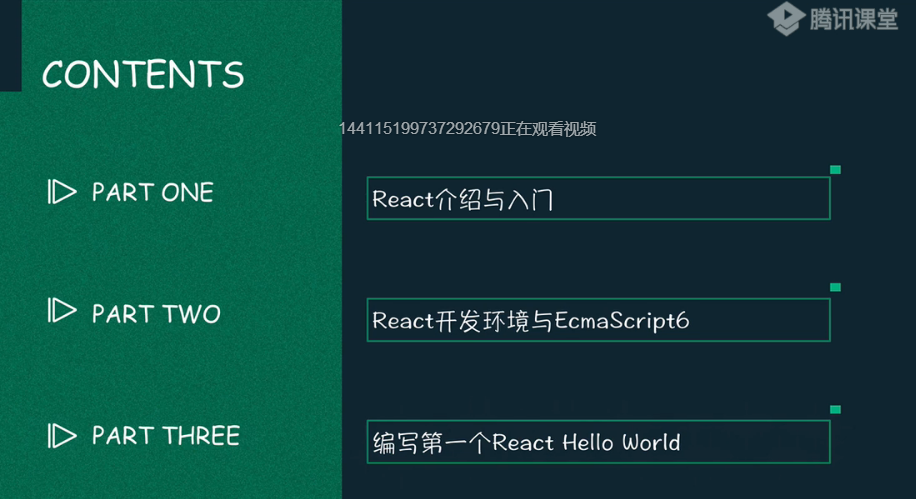 腾讯课堂
CONTENTS
144115199737292679正在观看视频
PART ONE
React介绍与入门
PART TWO
React开发环境与EcmaScript6
PART THREE
编写第一个React Hello World